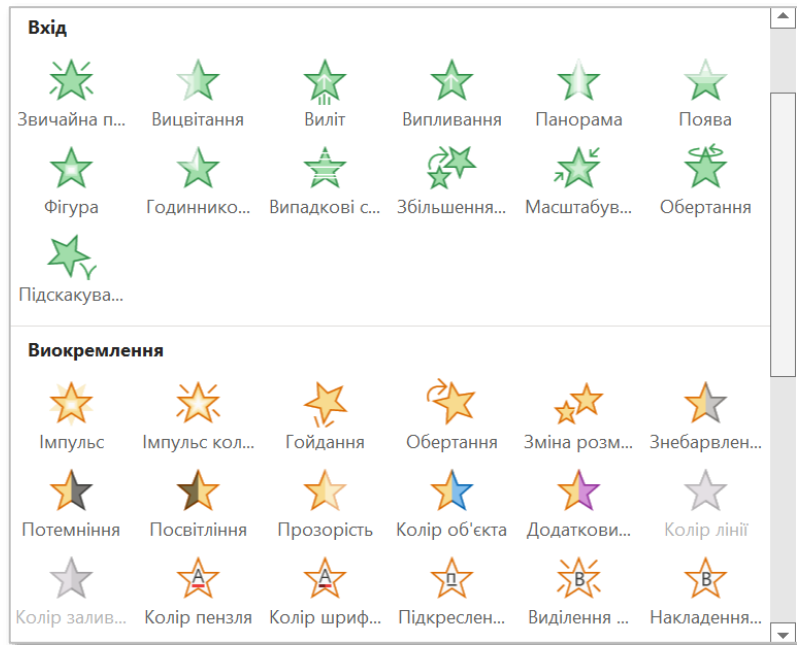 Вхід
Звичайна п... Вицвітання Виліт Випливання Панорама Поява
Фігура Годиннико... Випадкові с... Збільшення... Масштабув... Обертання
Підскакува...
Виокремлення
Імпульс Імпульс кол... Гойдання Обертання Зміна розм... Знебарвлен...
Потемніння Посвітління Прозорість Колір об'єкта Додаткови... Колір лінії
Колір залив... Колір пензля Колір шриф... Підкреслен... Виділення ... Накладення...